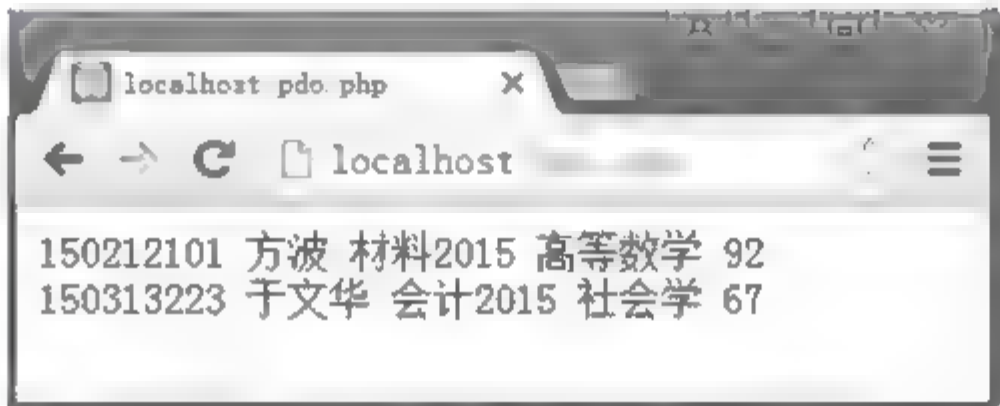 localhost pdo.php
localhost
150212101 方波 材料2015 高等数学 92
150313223 于文华 会计2015 社会学 67